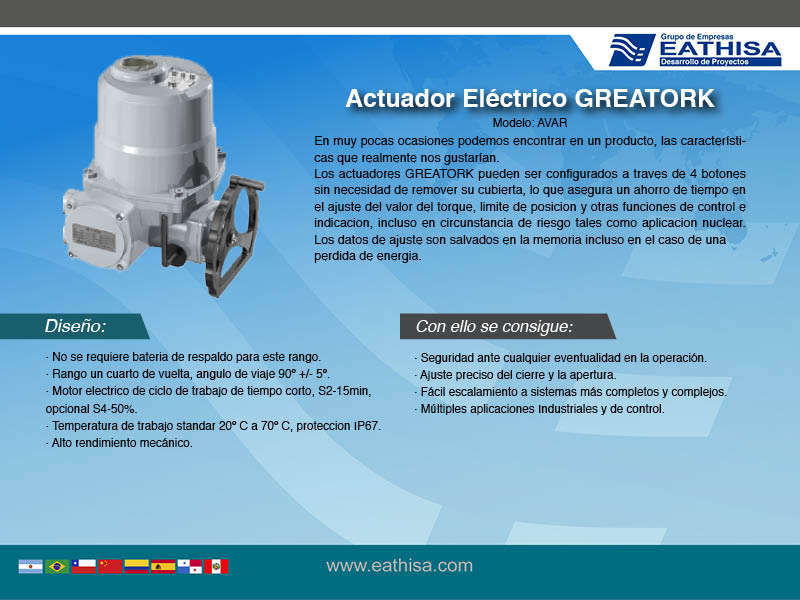 Grupo de Empresas
EATHISA
Desarrollo de Proyectos
Actuador Eléctrico GREATORK
Modelo: AVAR
En muy pocas ocasiones podemos encontrar en un producto, las característi-
cas que realmente nos gustarían.
Los actuadores GREATORK pueden ser configurados a traves de 4 botones
sin necesidad de remover su cubierta, lo que asegura un ahorro de tiempo en
el ajuste del valor del torque, limite de posicion y otras funciones de control e
indicacion, incluso en circunstancia de riesgo tales como aplicacion nuclear.
Los datos de ajuste son salvados en la memoria incluso en el caso de una
perdida de energia.
Diseño:
· No se requiere bateria de respaldo para este rango.
· Rango un cuarto de vuelta, angulo de viaje 90º +/- 5º.
· Motor electrico de ciclo de trabajo de tiempo corto, S2-15min,
opcional S4-50%.
· Temperatura de trabajo standar 20º C a 70º C, proteccion IP67.
· Alto rendimiento mecánico.
Con ello se consigue:
· Seguridad ante cualquier eventualidad en la operación.
· Ajuste preciso del cierre y la apertura.
· Fácil escalamiento a sistemas más completos y complejos.
· Múltiples aplicaciones Industriales y de control.
www.eathisa.com